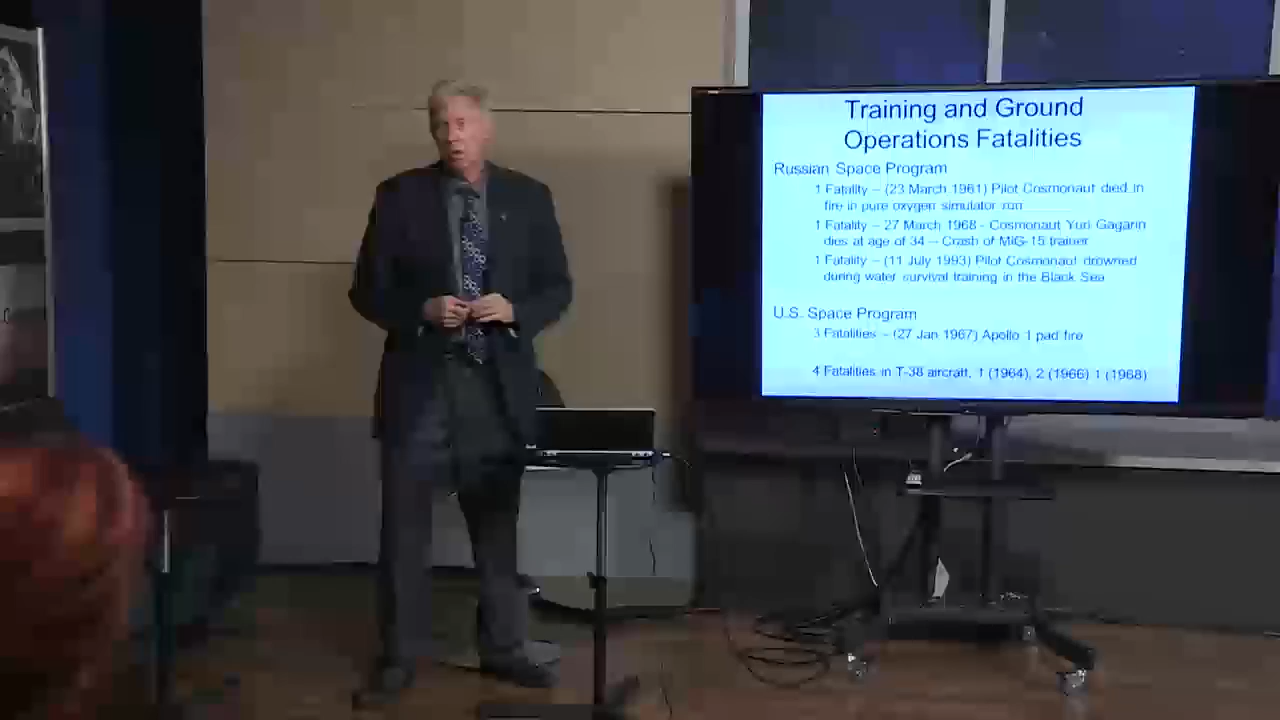 Training and Ground
Operations Fatalities
Russian Space Program
1 Fatality – (23 March 1961) Pilot Cosmonaut died in
fire in pure oxygen simulator run
1 Fatality – 27 March 1968 - Cosmonaut Yuri Gagarin
dies at age of 34 – Crash of MiG-15 trainer
1 Fatality – (11 July 1993) Pilot Cosmonaut drowned
during water survival training in the Black Sea
U.S. Space Program
3 Fatalities – (27 Jan 1967) Apollo 1 pad fire
4 Fatalities in T-38 aircraft, 1 (1964), 2 (1966) 1 (1968)